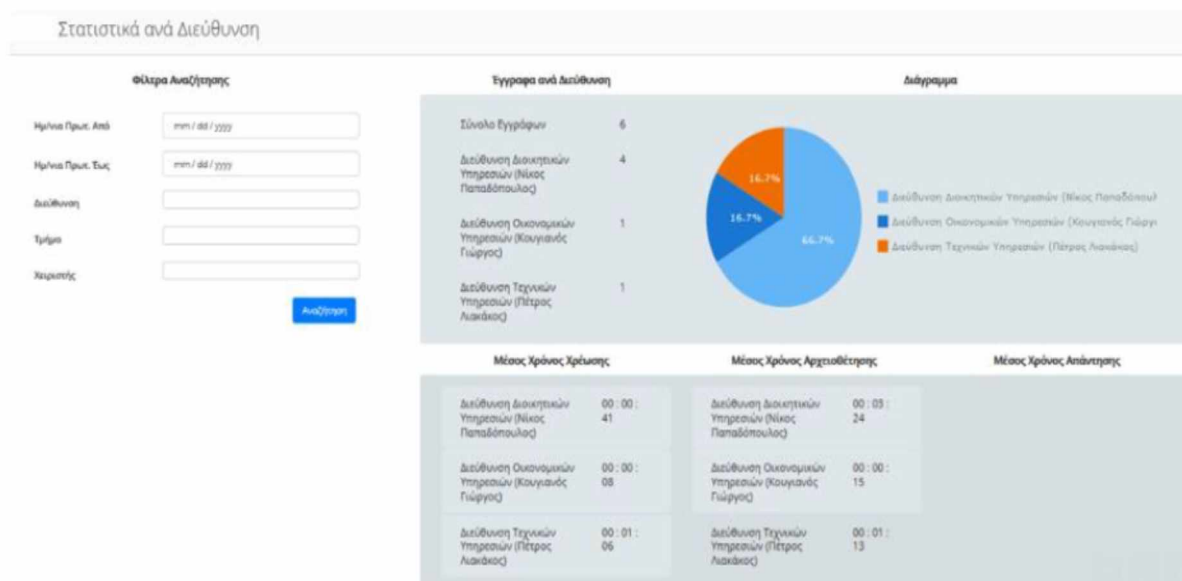 Στατιστικά ανά Διεύθυνση
Φίλτρα Αναζήτησης
Ημ/νια Πρωτ. Από
mm / dd / yyyy
Ημ/νια Πρωτ. Έως
mm / dd / yyyy
Διεύθυνση
Τμήμα
Χειριστής
Αναζήτηση
Έγγραφα ανά Διεύθυνση
Σύνολο Εγγράφων 6
Διεύθυνση Διοικητικών 4
Υπηρεσιών (Νίκος
Παπαδόπουλος)
Διεύθυνση Οικονομικών 1
Υπηρεσιών (Κουγιανός
Γιώργος)
Διεύθυνση Τεχνικών 1
Υπηρεσιών (Πέτρος
Λιακάκος)
Διάγραμμα
16.7%
16.7%
66.7%
Διεύθυνση Διοικητικών Υπηρεσιών (Νίκος Παπαδόπουλ
Διεύθυνση Οικονομικών Υπηρεσιών (Κουγιανός Γιώργι
Διεύθυνση Τεχνικών Υπηρεσιών (Πέτρος Λιακάκος)
Μέσος Χρόνος Χρέωσης
Διεύθυνση Διοικητικών 00 : 00 :
Υπηρεσιών (Νίκος 41
Παπαδόπουλος)
Διεύθυνση Οικονομικών 00 : 00 :
Υπηρεσιών (Κουγιανός 08
Γιώργος)
Διεύθυνση Τεχνικών 00 : 01 :
Υπηρεσιών (Πέτρος 06
Λιακάκος)
Μέσος Χρόνος Αρχειοθέτησης
Διεύθυνση Διοικητικών 00 : 03 :
Υπηρεσιών (Νίκος 24
Παπαδόπουλος)
Διεύθυνση Οικονομικών 00 : 00 :
Υπηρεσιών (Κουγιανός 15
Γιώργος)
Διεύθυνση Τεχνικών 00 : 01 :
Υπηρεσιών (Πέτρος 13
Λιακάκος)
Μέσος Χρόνος Απάντησης